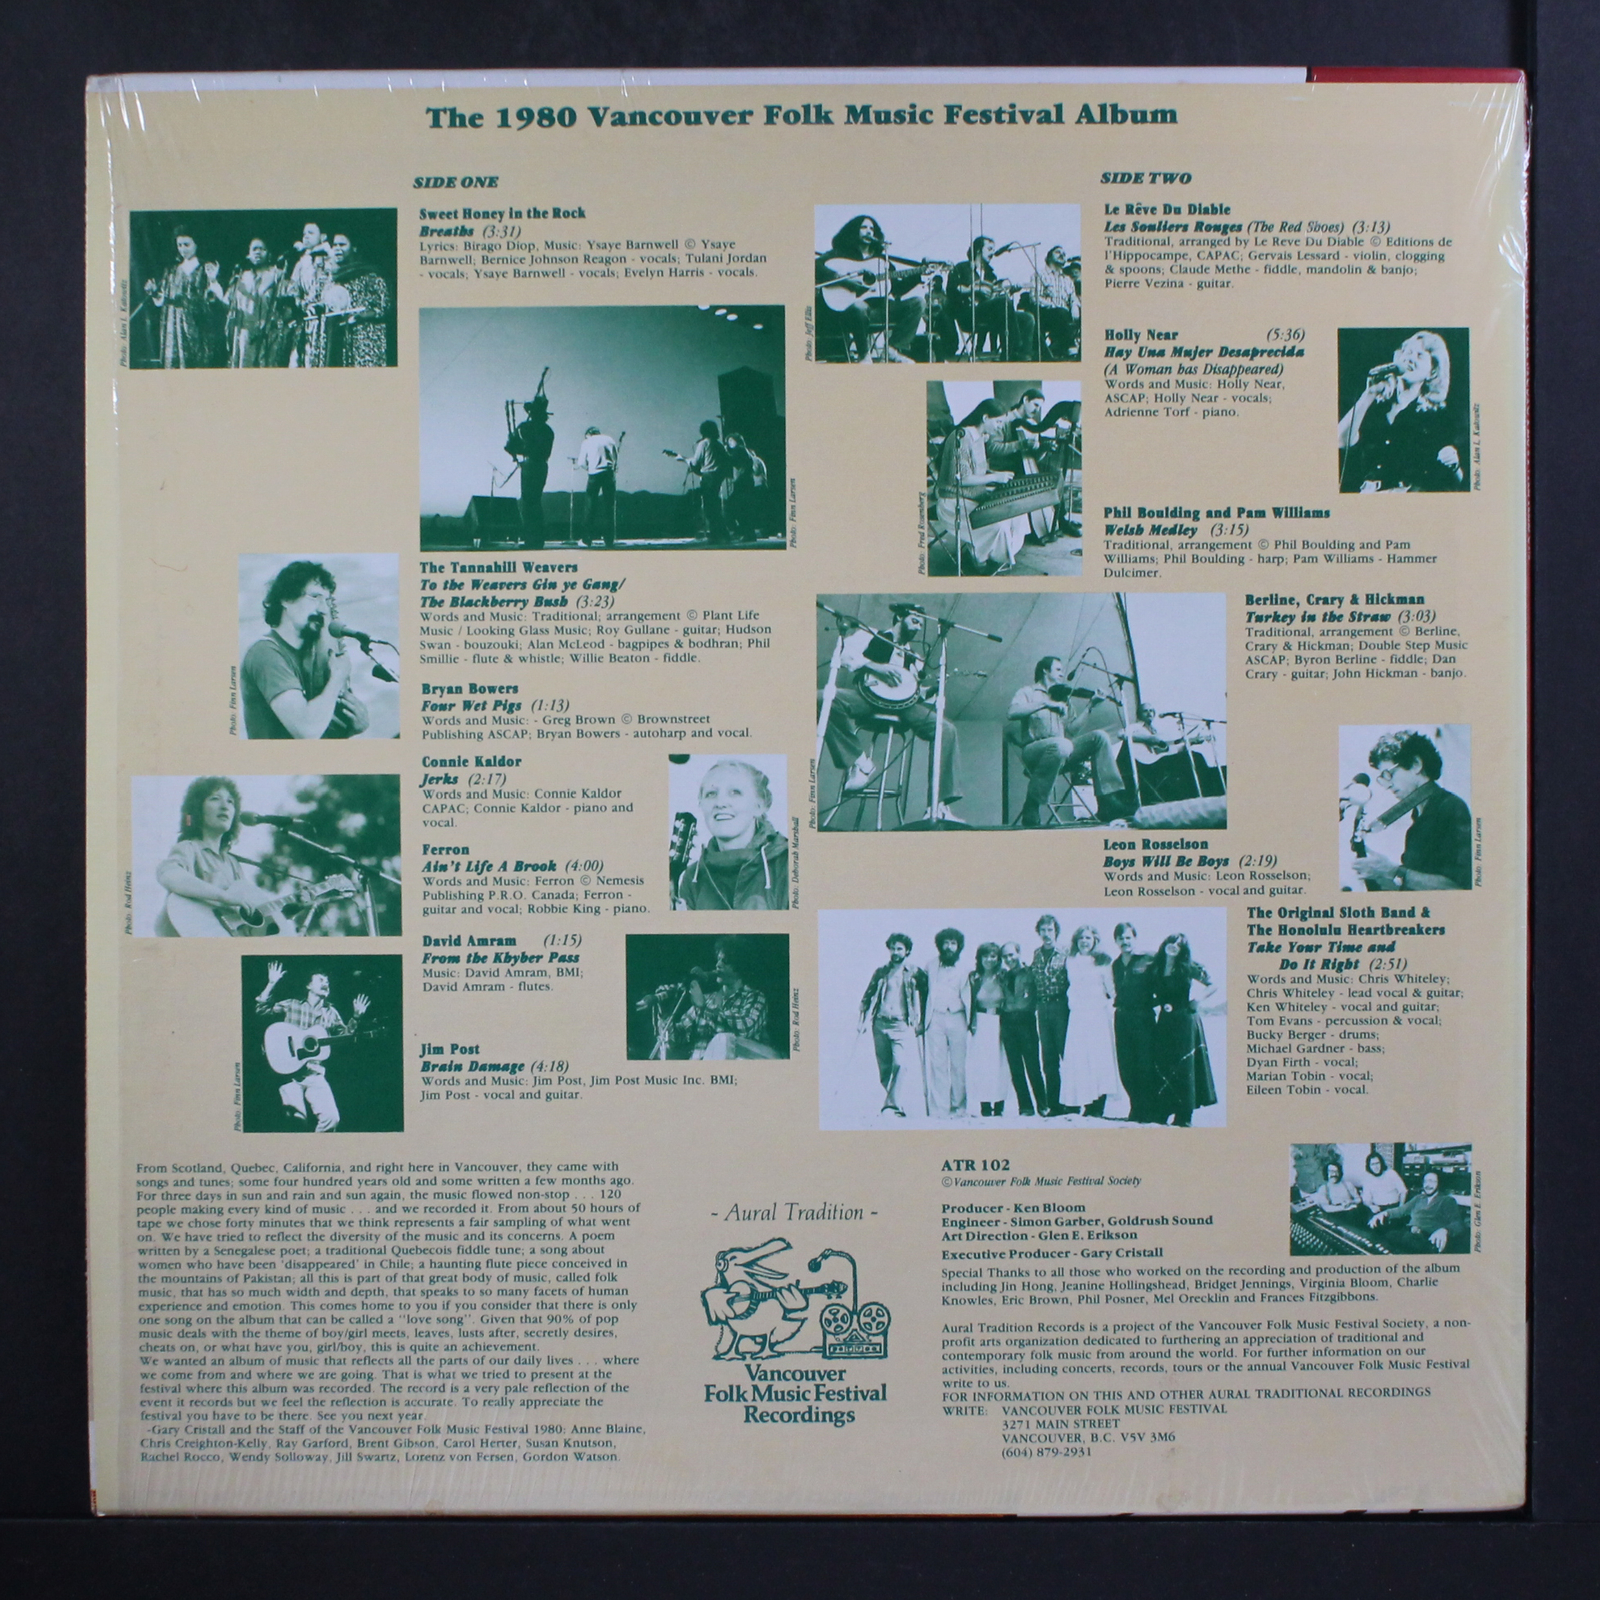 The 1980 Vancouver Folk Music Festival Album
SIDE ONE
Sweet Honey in the Rock
Breaths (3:31)
Lyrics: Birago Diop, Music: Ysaye Barnwell © Ysaye
Barnwell; Bernice Johnson Reagon - vocals; Tulani Jordan
- vocals; Ysaye Barnwell - vocals; Evelyn Harris - vocals.
Photo: Finn Larsen
The Tannahill Weavers
To the Weavers Gin ye Gang/
The Blackberry Bush (3:23)
Words and Music: Traditional; arrangement © Plant Life
Music / Looking Glass Music; Roy Gullane - guitar; Hudson
Swan - bouzouki; Alan McLeod - bagpipes & bodhran; Phil
Smillie - flute & whistle; Willie Beaton - fiddle.
Photo: Finn Larsen
Bryan Bowers
Four Wet Pigs (1:13)
Words and Music: - Greg Brown © Brownstreet
Publishing ASCAP; Bryan Bowers - autoharp and vocal.
Connie Kaldor
Jerks (2:17)
Words and Music: Connie Kaldor
CAPAC; Connie Kaldor - piano and
vocal.
Photo: Rod Heinz
Photo: Deborah Marshall
Ferron
Ain't Life A Brook (4:00)
Words and Music: Ferron © Nemesis
Publishing P.R.O. Canada; Ferron -
guitar and vocal; Robbie King - piano.
David Amram (1:15)
From the Khyber Pass
Music: David Amram, BMI;
David Amram - flutes.
Photo: Rod Heinz
Jim Post
Brain Damage (4:18)
Words and Music: Jim Post, Jim Post Music Inc. BMI;
Jim Post - vocal and guitar.
Photo: Finn Larsen
SIDE TWO
Le Rêve Du Diable
Les Souliers Rouges (The Red Shoes) (3:13)
Traditional, arranged by Le Reve Du Diable © Editions de
l'Hippocampe, CAPAC; Gervais Lessard - violin, clogging
& spoons; Claude Methe - fiddle, mandolin & banjo;
Pierre Vezina - guitar.
Photo: Jeff Ellis
Holly Near (5:36)
Hay Una Mujer Desaprecida
(A Woman has Disappeared)
Words and Music: Holly Near,
ASCAP; Holly Near - vocals;
Adrienne Torf - piano.
Phil Boulding and Pam Williams
Welsh Medley (3:15)
Traditional, arrangement © Phil Boulding and Pam
Williams; Phil Boulding - harp; Pam Williams - Hammer
Dulcimer.
Photo: Fred Rosenberg
Berline, Crary & Hickman
Turkey in the Straw (3:03)
Traditional, arrangement © Berline,
Crary & Hickman; Double Step Music
ASCAP; Byron Berline - fiddle; Dan
Crary - guitar; John Hickman - banjo.
Photo: Finn Larsen
Leon Rosselson
Boys Will Be Boys (2:19)
Words and Music: Leon Rosselson;
Leon Rosselson - vocal and guitar.
Photo: Finn Larsen
The Original Sloth Band &
The Honolulu Heartbreakers
Take Your Time and
Do It Right (2:51)
Words and Music: Chris Whiteley;
Chris Whiteley - lead vocal & guitar;
Ken Whiteley - vocal and guitar;
Tom Evans - percussion & vocal;
Bucky Berger - drums;
Michael Gardner - bass;
Dyan Firth - vocal;
Marian Tobin - vocal;
Eileen Tobin - vocal.
From Scotland, Quebec, California, and right here in Vancouver, they came with
songs and tunes; some four hundred years old and some written a few months ago.
For three days in sun and rain and sun again, the music flowed non-stop . . . 120
people making every kind of music . . . and we recorded it. From about 50 hours of
tape we chose forty minutes that we think represents a fair sampling of what went
on. We have tried to reflect the diversity of the music and its concerns. A poem
written by a Senegalese poet; a traditional Quebecois fiddle tune; a song about
women who have been 'disappeared' in Chile; a haunting flute piece conceived in
the mountains of Pakistan; all this is part of that great body of music, called folk
music, that has so much width and depth, that speaks to so many facets of human
experience and emotion. This comes home to you if you consider that there is only
one song on the album that can be called a "love song". Given that 90% of pop
music deals with the theme of boy/girl meets, leaves, lusts after, secretly desires,
cheats on, or what have you, girl/boy, this is quite an achievement.
We wanted an album of music that reflects all the parts of our daily lives . . . where
we come from and where we are going. That is what we tried to present at the
festival where this album was recorded. The record is a very pale reflection of the
event it records but we feel the reflection is accurate. To really appreciate the
festival you have to be there. See you next year.
-Gary Cristall and the Staff of the Vancouver Folk Music Festival 1980: Anne Blaine,
Chris Creighton-Kelly, Ray Garford, Brent Gibson, Carol Herter, Susan Knutson,
Rachel Rocco, Wendy Solloway, Jill Swartz, Lorenz von Fersen, Gordon Watson.
- Aural Tradition -
Vancouver
Folk Music Festival
Recordings
ATR 102
© Vancouver Folk Music Festival Society
Producer - Ken Bloom
Engineer - Simon Garber, Goldrush Sound
Art Direction - Glen E. Erikson
Executive Producer - Gary Cristall
Photo: Glen E. Erikson
Special Thanks to all those who worked on the recording and production of the album
including Jin Hong, Jeanine Hollingshead, Bridget Jennings, Virginia Bloom, Charlie
Knowles, Eric Brown, Phil Posner, Mel Orecklin and Frances Fitzgibbons.
Aural Tradition Records is a project of the Vancouver Folk Music Festival Society, a non-
profit arts organization dedicated to furthering an appreciation of traditional and
contemporary folk music from around the world. For further information on our
activities, including concerts, records, tours or the annual Vancouver Folk Music Festival
write to us.
FOR INFORMATION ON THIS AND OTHER AURAL TRADITIONAL RECORDINGS
WRITE: VANCOUVER FOLK MUSIC FESTIVAL
3271 MAIN STREET
VANCOUVER, B.C. V5V 3M6
(604) 879-2931